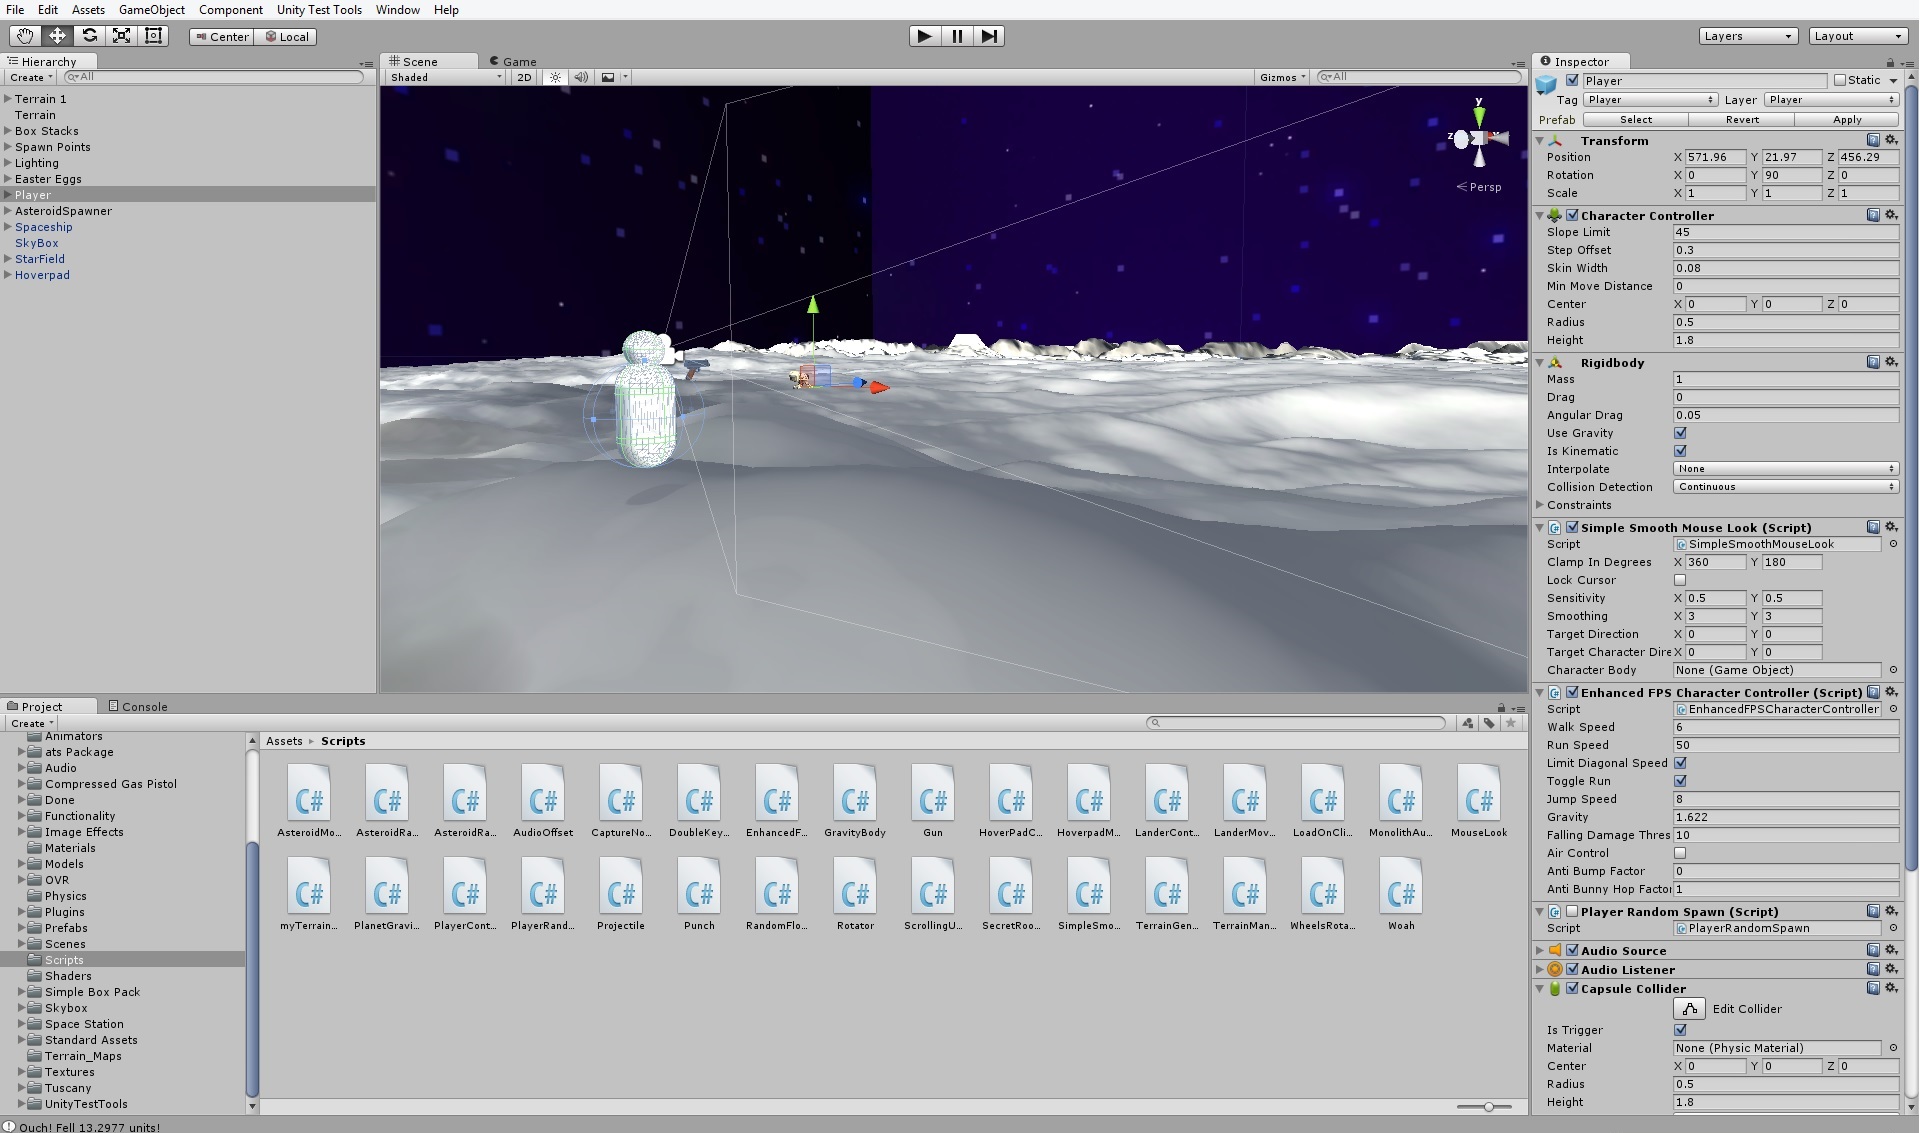 File Edit Assets GameObject Component Unity Test Tools Window Help
Center Local
Layers Layout
Hierarchy
Create All
Terrain 1
Terrain
Box Stacks
Spawn Points
Lighting
Easter Eggs
Player
AsteroidSpawner
Spaceship
SkyBox
StarField
Hoverpad
Scene Game
Shaded 2D Gizmos All
y
z
Persp
Inspector
Player Static
Tag Player Layer Player
Prefab Select Revert Apply
Transform
Position X 571.96 Y 21.97 Z 456.29
Rotation X 0 Y 90 Z 0
Scale X 1 Y 1 Z 1
Character Controller
Slope Limit 45
Step Offset 0.3
Skin Width 0.08
Min Move Distance 0
Center X 0 Y 0 Z 0
Radius 0.5
Height 1.8
Rigidbody
Mass 1
Drag 0
Angular Drag 0.05
Use Gravity
Is Kinematic
Interpolate None
Collision Detection Continuous
Constraints
Simple Smooth Mouse Look (Script)
Script SimpleSmoothMouseLook
Clamp In Degrees X 360 Y 180
Lock Cursor
Sensitivity X 0.5 Y 0.5
Smoothing X 3 Y 3
Target Direction X 0 Y 0
Target Character Dire X 0 Y 0
Character Body None (Game Object)
Enhanced FPS Character Controller (Script)
Script EnhancedFPSCharacterController
Walk Speed 6
Run Speed 50
Limit Diagonal Speed
Toggle Run
Jump Speed 8
Gravity 1.622
Falling Damage Thres 10
Air Control
Anti Bump Factor 0
Anti Bunny Hop Factor 1
Player Random Spawn (Script)
Script PlayerRandomSpawn
Audio Source
Audio Listener
Capsule Collider
Edit Collider
Is Trigger
Material None (Physic Material)
Center X 0 Y 0 Z 0
Radius 0.5
Height 1.8
Project Console
Create
Animators
ats Package
Audio
Compressed Gas Pistol
Done
Functionality
Image Effects
Materials
Models
OVR
Physics
Plugins
Prefabs
Scenes
Scripts
Shaders
Simple Box Pack
Skybox
Space Station
Standard Assets
Terrain_Maps
Textures
Tuscany
UnityTestTools
Assets Scripts
C# C# C# C# C# C# C# C# C# C# C# C# C# C# C# C#
AsteroidMo... AsteroidRa... AsteroidRa... AudioOffset CaptureNo... DoubleKey... EnhancedF... GravityBody Gun HoverPadC... HoverpadM... LanderCont... LanderMov... LoadOnCli... MonolithAu... MouseLook
C# C# C# C# C# C# C# C# C# C# C# C# C# C# C#
myTerrain... PlanetGravi... PlayerCont... PlayerRand... Projectile Punch RandomFlo... Rotator ScrollingU... SecretRoo... SimpleSmo... TerrainGen... TerrainMan... WheelsRota... Woah
Ouch! Fell 13.2977 units!